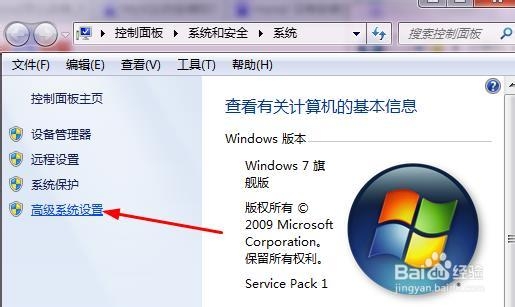 控制面板 系统和安全 系统
搜索控制面板
文件(F) 编辑(E) 查看(V) 工具(T) 帮助(H)
控制面板主页
设备管理器
远程设置
系统保护
高级系统设置
查看有关计算机的基本信息
Windows 版本
Windows 7 旗
舰版
版权所有 ©
2009 Microsoft
Corporation。
保留所有权利。
Service Pack 1
Baidu 经验
jingyan.baidu.com